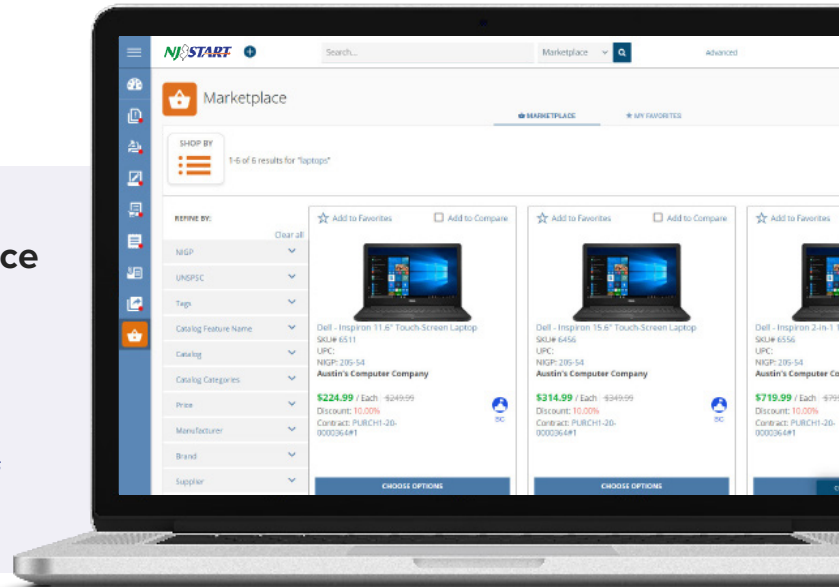 NJSTART
Search...
Marketplace
Advanced
Marketplace
MARKETPLACE
MY FAVORITES
SHOP BY
1-6 of 6 results for "laptops"
ce
REFINE BY:
Clear all
NIGP
UNSPSC
Tags
Catalog Feature Name
Catalog
Catalog Categories
Price
Manufacturer
Brand
Supplier
Add to Favorites
Add to Compare
Dell - Inspiron 11.6" Touch-Screen Laptop
SKU# 6511
UPC:
NIGP: 205-54
Austin's Computer Company
$224.99 / Each $249.99
Discount: 10.00%
Contract: PURCH1-20-
0000364#1
SC
CHOOSE OPTIONS
Add to Favorites
Add to Compare
Dell - Inspiron 15.6" Touch-Screen Laptop
SKU# 6456
UPC:
NIGP: 205-54
Austin's Computer Company
$314.99 / Each $349.99
Discount: 10.00%
Contract: PURCH1-20-
0000364#1
SC
CHOOSE OPTIONS
Add to Favorites
Dell - Inspiron 2-in-1
SKU# 6556
UPC:
NIGP: 205-54
Austin's Computer Co
$719.99 / Each
Discount: 10.00%
Contract: PURCH1-20-
0000364#1